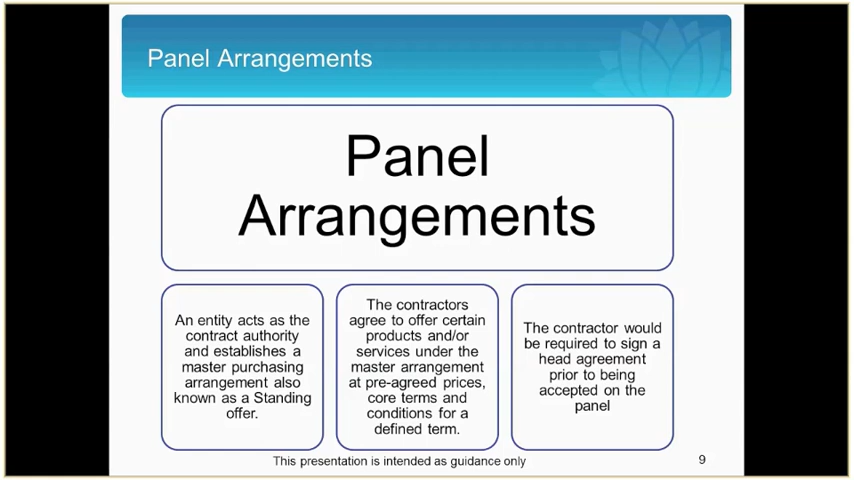 Panel Arrangements
Panel
Arrangements
An entity acts as the
contract authority
and establishes a
master purchasing
arrangement also
known as a Standing
offer.
The contractors
agree to offer certain
products and/or
services under the
master arrangement
at pre-agreed prices,
core terms and
conditions for a
defined term.
The contractor would
be required to sign a
head agreement
prior to being
accepted on the
panel
This presentation is intended as guidance only
9